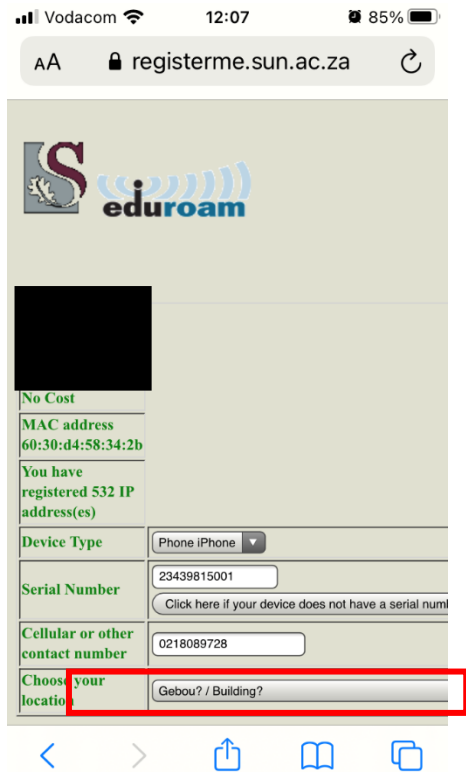 Vodacom 12:07 85%
AA registerme.sun.ac.za
S
eduroam
No Cost
MAC address
60:30:d4:58:34:2b
You have
registered 532 IP
address(es)
Device Type Phone iPhone
Serial Number 23439815001
Click here if your device does not have a serial num
Cellular or other
contact number 0218089728
Choose your
location Gebou? / Building?